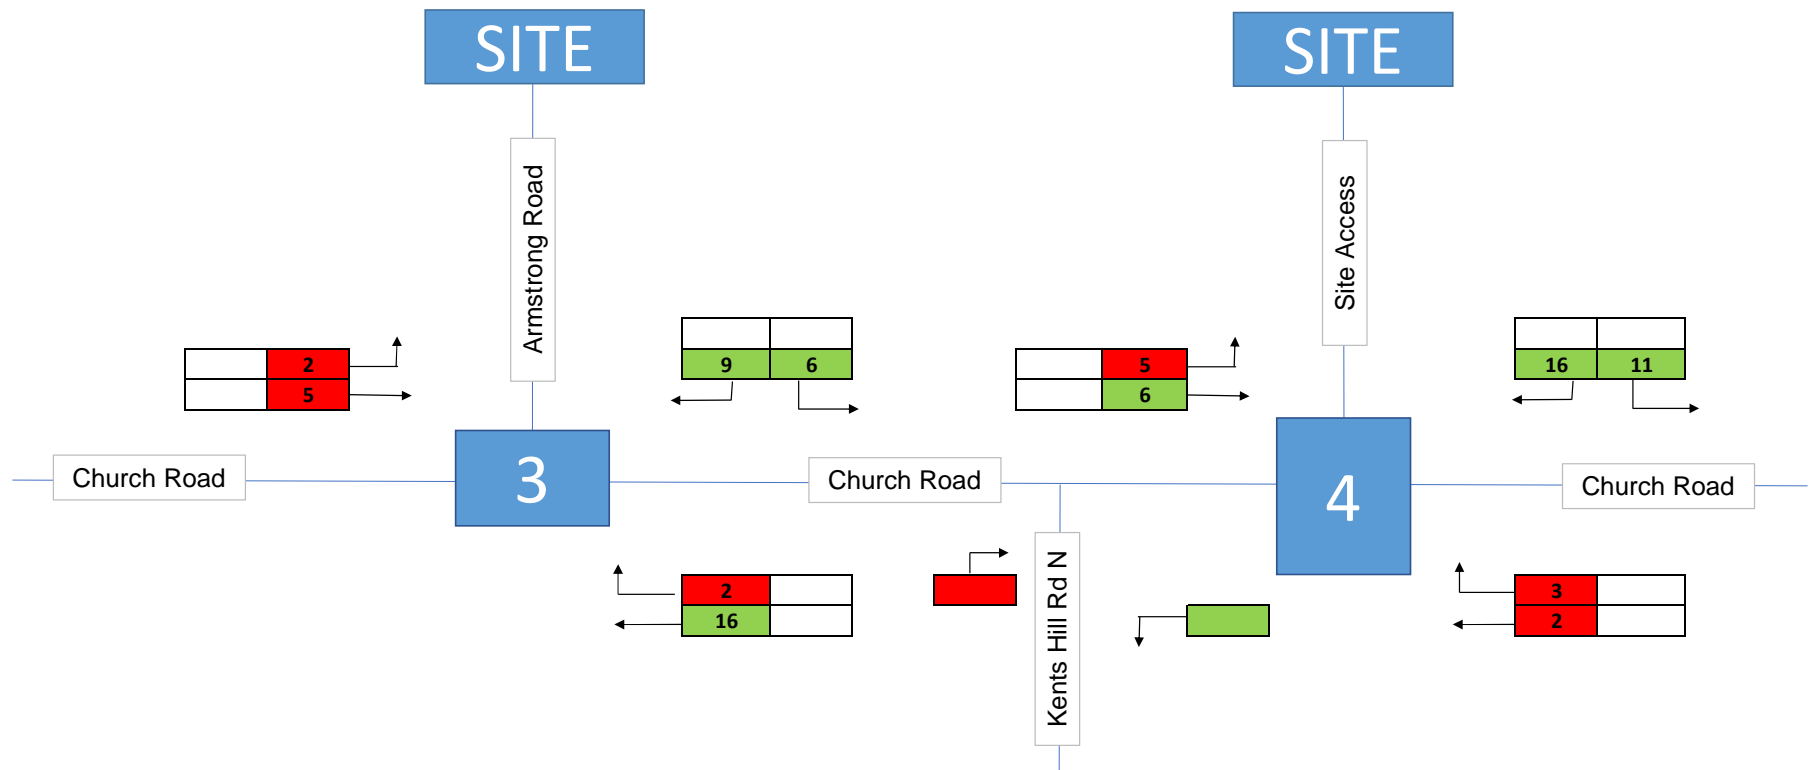 SITE
SITE
Armstrong Road
Site Access
2
5
9 6
5
6
16 11
Church Road
3
Church Road
4
Church Road
2
16
Kents Hill Rd N
3
2